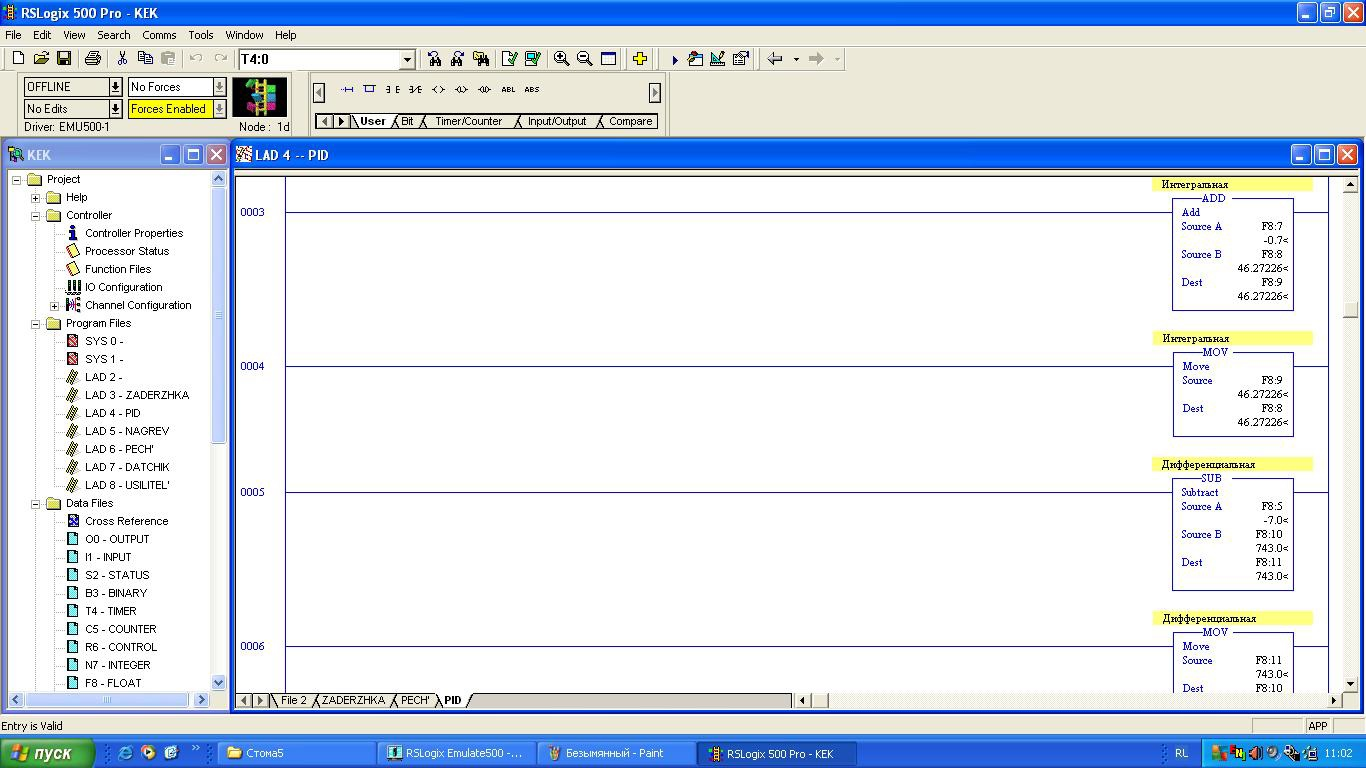 RSLogix 500 Pro - KEK
File Edit View Search Comms Tools Window Help
T4:0
OFFLINE No Forces
No Edits Forces Enabled
Driver: EMU500-1 Node : 1d
ABL ABS
User Bit Timer/Counter Input/Output Compare
KEK
Project
Help
Controller
Controller Properties
Processor Status
Function Files
IO Configuration
Channel Configuration
Program Files
SYS 0 -
SYS 1 -
LAD 2 -
LAD 3 - ZADERZHKA
LAD 4 - PID
LAD 5 - NAGREV
LAD 6 - PECH'
LAD 7 - DATCHIK
LAD 8 - USILITEL'
Data Files
Cross Reference
O0 - OUTPUT
I1 - INPUT
S2 - STATUS
B3 - BINARY
T4 - TIMER
C5 - COUNTER
R6 - CONTROL
N7 - INTEGER
F8 - FLOAT
LAD 4 -- PID
Интегральная
0003
ADD
Add
Source A F8:7
-0.7<
Source B F8:8
46.27226<
Dest F8:9
46.27226<
Интегральная
0004
MOV
Move
Source F8:9
46.27226<
Dest F8:8
46.27226<
Дифференциальная
0005
SUB
Subtract
Source A F8:5
-7.0<
Source B F8:10
743.0<
Dest F8:11
743.0<
Дифференциальная
0006
MOV
Move
Source F8:11
743.0<
Dest F8:10
File 2 ZADERZHKA PECH' PID
Entry is Valid
APP
пуск
Стома5
RSLogix Emulate500 -...
Безымянный - Paint
RSLogix 500 Pro - KEK
RL
11:02